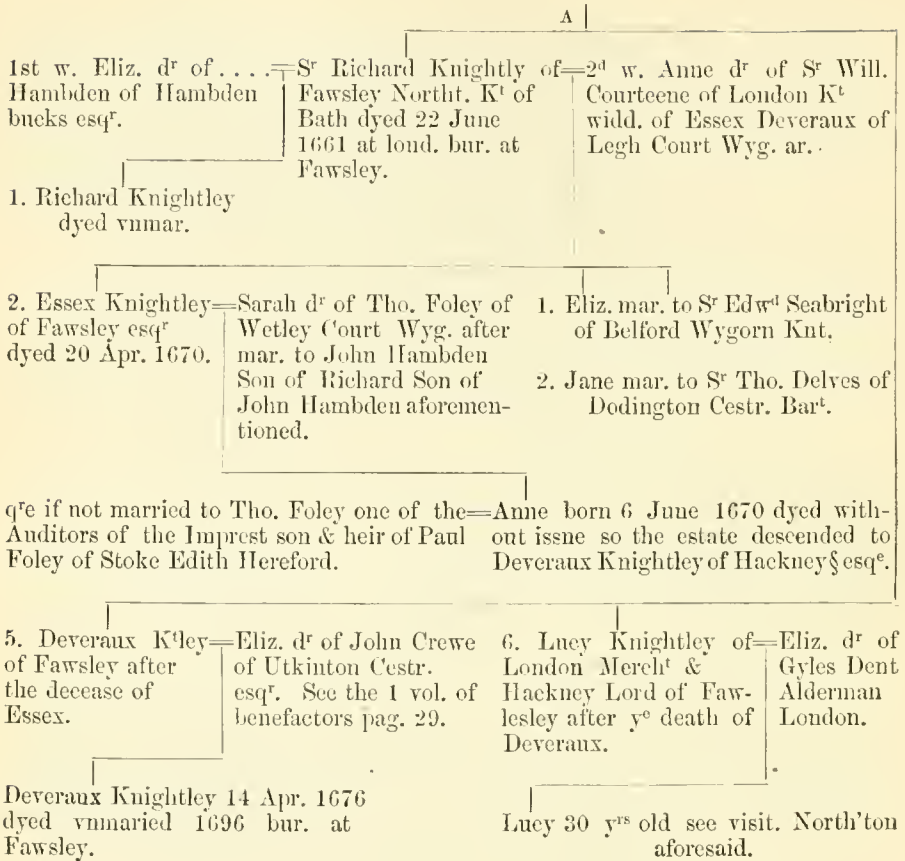 A
1st w. Eliz. dʳ of . . . .
Hambden of Hambden
bucks esqʳ.
Sʳ Richard Knightly of
Fawsley Northt. Kᵗ of
Bath dyed 22 June
1661 at lond. bur. at
Fawsley.
2ᵈ w. Anne dʳ of Sʳ Will.
Courteene of London Kᵗ
widd. of Essex Deveraux of
Legh Court Wyg. ar.
1. Richard Knightley
dyed vnmar.
2. Essex Knightley
of Fawsley esqʳ
dyed 20 Apr. 1670.
Sarah dʳ of Tho. Foley of
Wetley Court Wyg. after
mar. to John Hambden
Son of Richard Son of
John Hambden aforemen-
tioned.
1. Eliz. mar. to Sʳ Edwᵈ Seabright
of Belford Wygorn Knt.
2. Jane mar. to Sʳ Tho. Delves of
Dodington Cestr. Barᵗ.
qʳe if not married to Tho. Foley one of the
Auditors of the Imprest son & heir of Paul
Foley of Stoke Edith Hereford.
Anne born 6 June 1670 dyed with-
out issue so the estate descended to
Deveraux Knightley of Hackney§ esqᵉ.
5. Deveraux Kᵗley
of Fawsley after
the decease of
Essex.
Eliz. dʳ of John Crewe
of Utkinton Cestr.
esqʳ. See the 1 vol. of
benefactors pag. 29.
6. Lucy Knightley of
London Merchᵗ &
Hackney Lord of Faw-
lesley after yᵉ death of
Deveraux.
Eliz. dʳ of
Gyles Dent
Alderman
London.
Deveraux Knightley 14 Apr. 1676
dyed vnmaried 1696 bur. at
Fawsley.
Lucy 30 yʳˢ old see visit. North'ton
aforesaid.